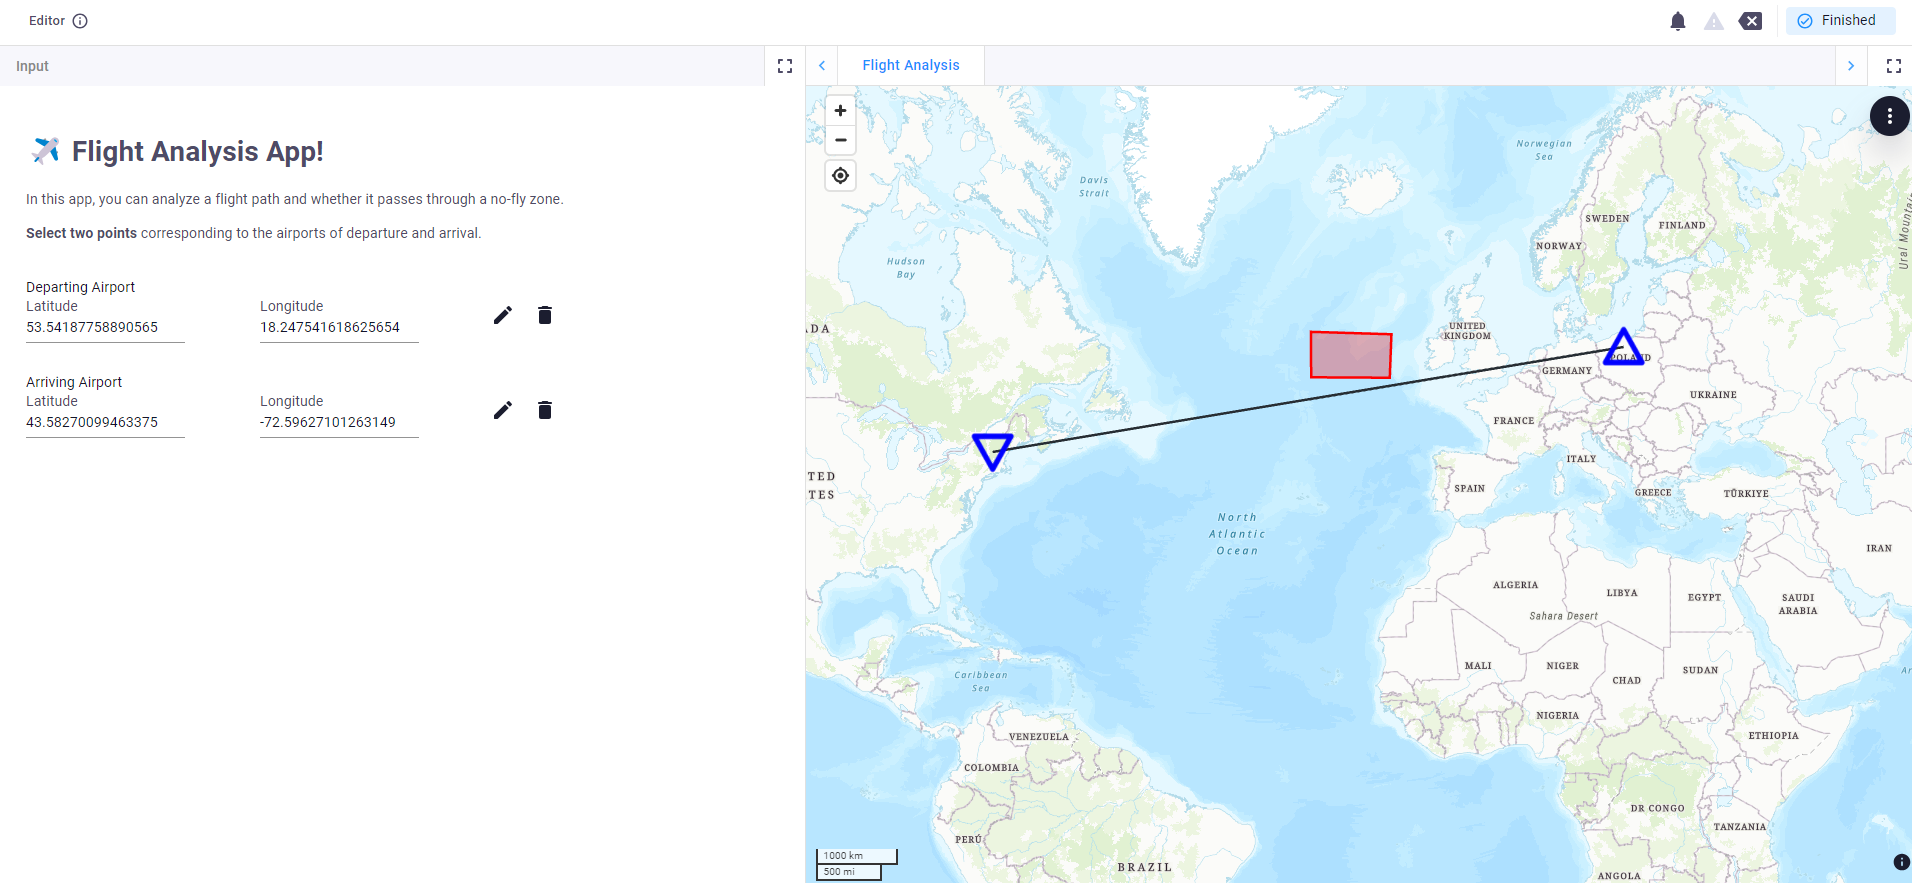 Editor
Finished
Input
Flight Analysis
Flight Analysis App!
In this app, you can analyze a flight path and whether it passes through a no-fly zone.
Select two points corresponding to the airports of departure and arrival.
Departing Airport
Latitude
Longitude
53.54187758890565
18.247541618625654
Arriving Airport
Latitude
Longitude
43.58270099463375
-72.59627101263149
Norwegian
Sea
Davis
Strait
SWEDEN
FINLAND
NORWAY
Ural Mountain
Hudson
Bay
ADA
UNITED
KINGDOM
POLAND
GERMANY
UKRAINE
FRANCE
ITALY
TED
TES
SPAIN
GREECE
TÜRKIYE
North
Atlantic
Ocean
IRAN
ALGERIA
LIBYA
EGYPT
SAUDI
ARABIA
Sahara Desert
MALI
NIGER
SUDAN
CHAD
Caribbean
Sea
Ar
NIGERIA
VENEZUELA
ETHIOPIA
COLOMBIA
DR CONGO
TANZANIA
PERÚ
BRAZIL
ANGOLA
1000 km
500 mi